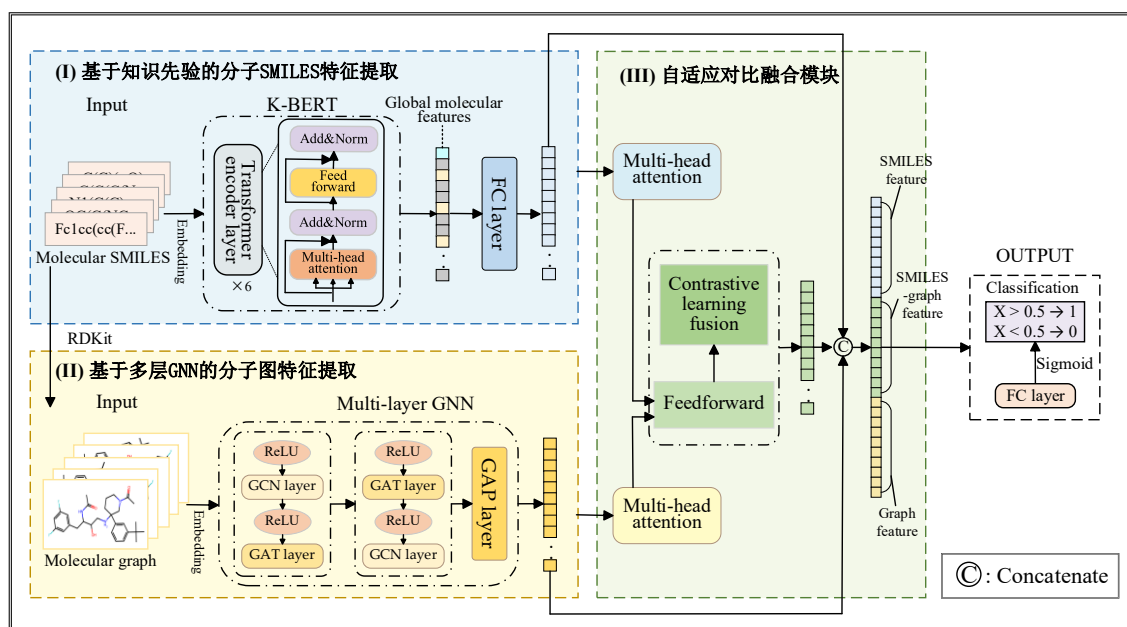 (I) 基于知识先验的分子SMILES特征提取
Input
K-BERT
Global molecular
features
Add&Norm
Feed
forward
Add&Norm
Multi-head
attention
Transformer
encoder layer
×6
Fc1cc(cc(F...
Molecular SMILES
Embedding
FC layer
RDKit
(II) 基于多层GNN的分子图特征提取
Input
Multi-layer GNN
ReLU
GCN layer
ReLU
GAT layer
ReLU
GAT layer
ReLU
GCN layer
GAP layer
Embedding
Molecular graph
(III) 自适应对比融合模块
Multi-head
attention
Contrastive
learning
fusion
Feedforward
Multi-head
attention
C
SMILES
feature
SMILES
-graph
feature
Graph
feature
OUTPUT
Classification
X > 0.5 → 1
X < 0.5 → 0
Sigmoid
FC layer
C : Concatenate